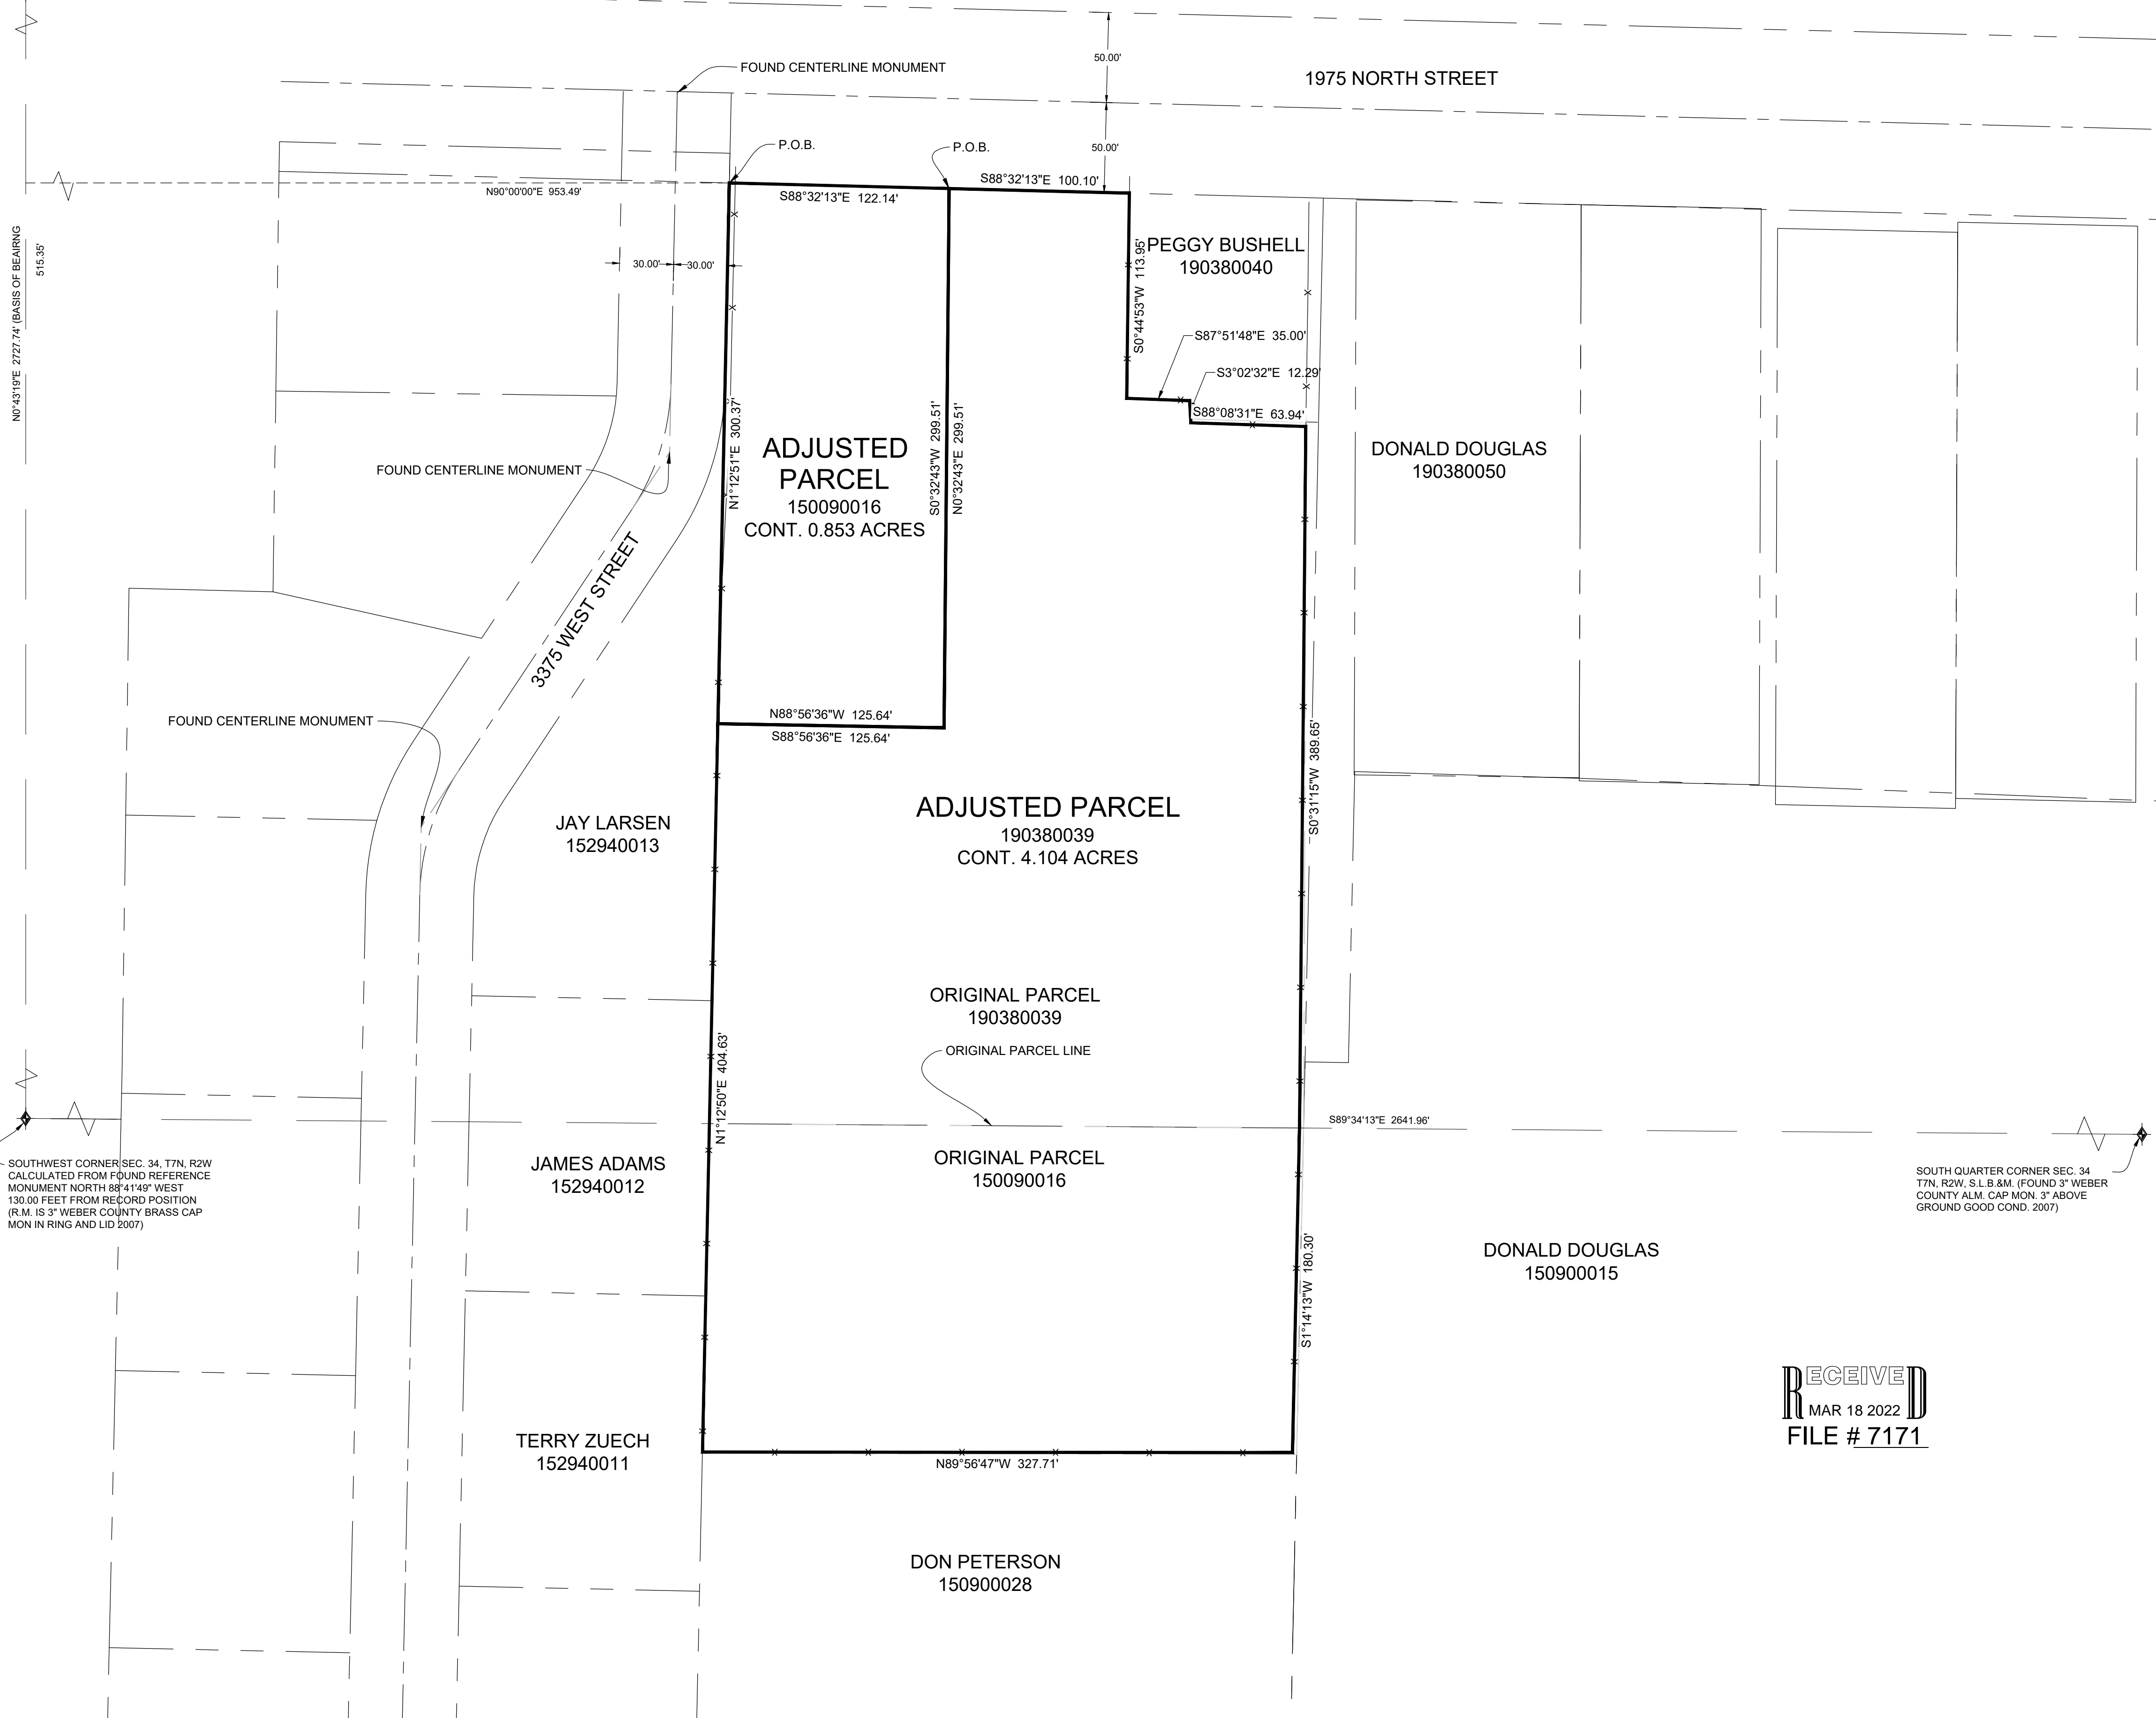 50.00'
FOUND CENTERLINE MONUMENT
1975 NORTH STREET
P.O.B.
P.O.B.
50.00'
N90°00'00"E 953.49'
S88°32'13"E 122.14'
S88°32'13"E 100.10'
N0°43'19"E 2727.74' (BASIS OF BEAIRNG
515.35'
30.00'
30.00'
S0°44'53"W 113.95'
PEGGY BUSHELL
190380040
S87°51'48"E 35.00'
S3°02'32"E 12.29'
S88°08'31"E 63.94'
N1°12'51"E 300.37'
ADJUSTED
PARCEL
150090016
CONT. 0.853 ACRES
S0°32'43"W 299.51'
N0°32'43"E 299.51'
DONALD DOUGLAS
190380050
FOUND CENTERLINE MONUMENT
3375 WEST STREET
FOUND CENTERLINE MONUMENT
N88°56'36"W 125.64'
S88°56'36"E 125.64'
S0°31'15"W 389.65'
JAY LARSEN
152940013
ADJUSTED PARCEL
190380039
CONT. 4.104 ACRES
ORIGINAL PARCEL
190380039
ORIGINAL PARCEL LINE
N1°12'50"E 404.63'
S89°34'13"E 2641.96'
SOUTHWEST CORNER SEC. 34, T7N, R2W
CALCULATED FROM FOUND REFERENCE
MONUMENT NORTH 88°41'49" WEST
130.00 FEET FROM RECORD POSITION
(R.M. IS 3" WEBER COUNTY BRASS CAP
MON IN RING AND LID 2007)
JAMES ADAMS
152940012
ORIGINAL PARCEL
150090016
SOUTH QUARTER CORNER SEC. 34
T7N, R2W, S.L.B.&M. (FOUND 3" WEBER
COUNTY ALM. CAP MON. 3" ABOVE
GROUND GOOD COND. 2007)
S1°14'13"W 180.30'
DONALD DOUGLAS
150900015
RECEIVED
MAR 18 2022
FILE # 7171
TERRY ZUECH
152940011
N89°56'47"W 327.71'
DON PETERSON
150900028